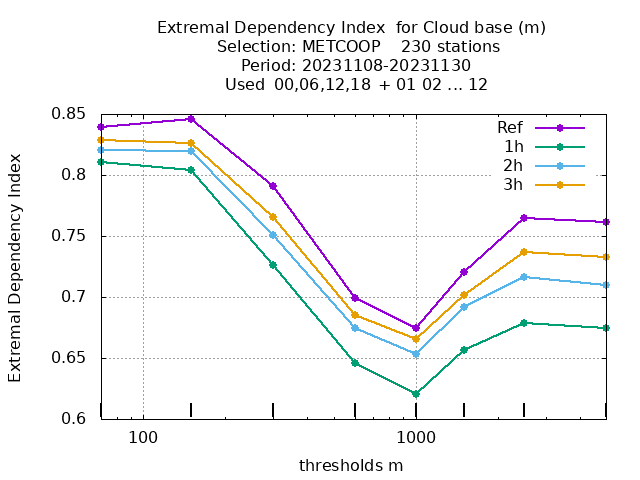 Extremal Dependency Index  for Cloud base (m)
Selection: METCOOP    230 stations
Period: 20231108-20231130
Used  00,06,12,18  + 01 02 ... 12
Extremal Dependency Index
0.85
0.8
0.75
0.7
0.65
0.6
Ref
1h
2h
3h
100
1000
thresholds m